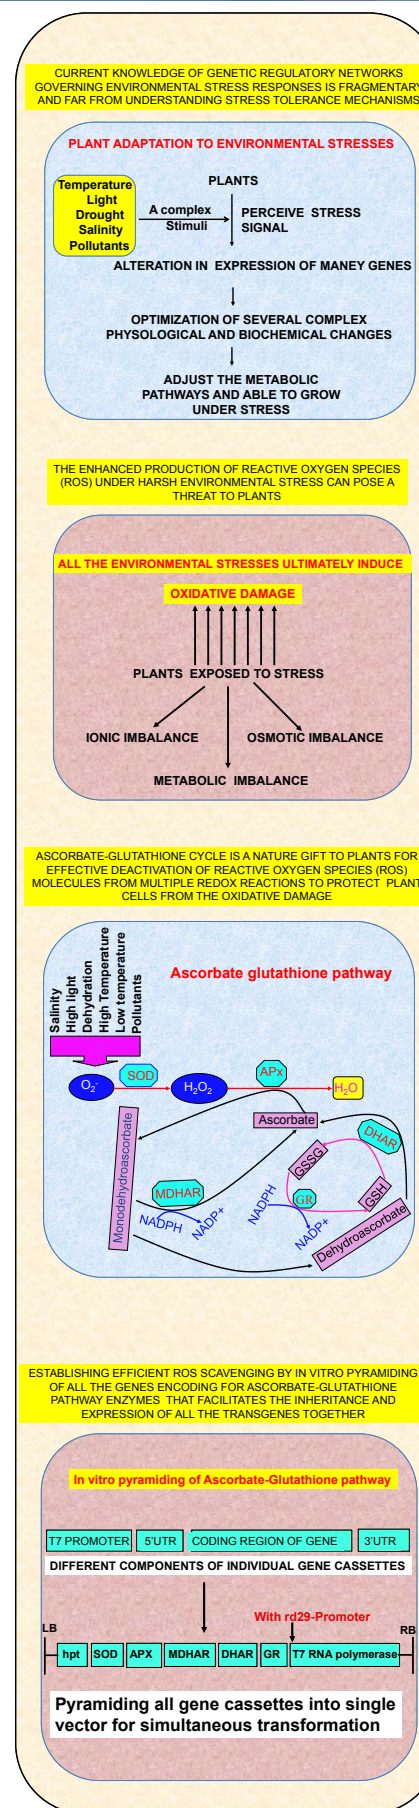 CURRENT KNOWLEDGE OF GENETIC REGULATORY NETWORKS
GOVERNING ENVIRONMENTAL STRESS RESPONSES IS FRAGMENTARY
AND FAR FROM UNDERSTANDING STRESS TOLERANCE MECHANISMS
PLANT ADAPTATION TO ENVIRONMENTAL STRESSES
Temperature
Light
Drought
Salinity
Pollutants
A complex
Stimuli
PLANTS
PERCEIVE STRESS
SIGNAL
ALTERATION IN EXPRESSION OF MANEY GENES
OPTIMIZATION OF SEVERAL COMPLEX
PHYSOLOGICAL AND BIOCHEMICAL CHANGES
ADJUST THE METABOLIC
PATHWAYS AND ABLE TO GROW
UNDER STRESS
THE ENHANCED PRODUCTION OF REACTIVE OXYGEN SPECIES
(ROS) UNDER HARSH ENVIRONMENTAL STRESS CAN POSE A
THREAT TO PLANTS
ALL THE ENVIRONMENTAL STRESSES ULTIMATELY INDUCE
OXIDATIVE DAMAGE
PLANTS EXPOSED TO STRESS
IONIC IMBALANCE
OSMOTIC IMBALANCE
METABOLIC IMBALANCE
ASCORBATE-GLUTATHIONE CYCLE IS A NATURE GIFT TO PLANTS FOR
EFFECTIVE DEACTIVATION OF REACTIVE OXYGEN SPECIES (ROS)
MOLECULES FROM MULTIPLE REDOX REACTIONS TO PROTECT PLANT
CELLS FROM THE OXIDATIVE DAMAGE
Salinity
High light
Dehydration
High Temperature
Low temperature
Pollutants
Ascorbate glutathione pathway
O₂⁻
SOD
H₂O₂
APx
H₂O
Ascorbate
Monodehydroascorbate
MDHAR
NADPH
NADP+
DHAR
GSSG
GSH
GR
NADPH
NADP+
Dehydroascorbate
ESTABLISHING EFFICIENT ROS SCAVENGING BY IN VITRO PYRAMIDING
OF ALL THE GENES ENCODING FOR ASCORBATE-GLUTATHIONE
PATHWAY ENZYMES THAT FACILITATES THE INHERITANCE AND
EXPRESSION OF ALL THE TRANSGENES TOGETHER
In vitro pyramiding of Ascorbate-Glutathione pathway
T7 PROMOTER 5'UTR CODING REGION OF GENE 3'UTR
DIFFERENT COMPONENTS OF INDIVIDUAL GENE CASSETTES
With rd29-Promoter
LB
RB
hpt SOD APX MDHAR DHAR GR T7 RNA polymerase
Pyramiding all gene cassettes into single
vector for simultaneous transformation